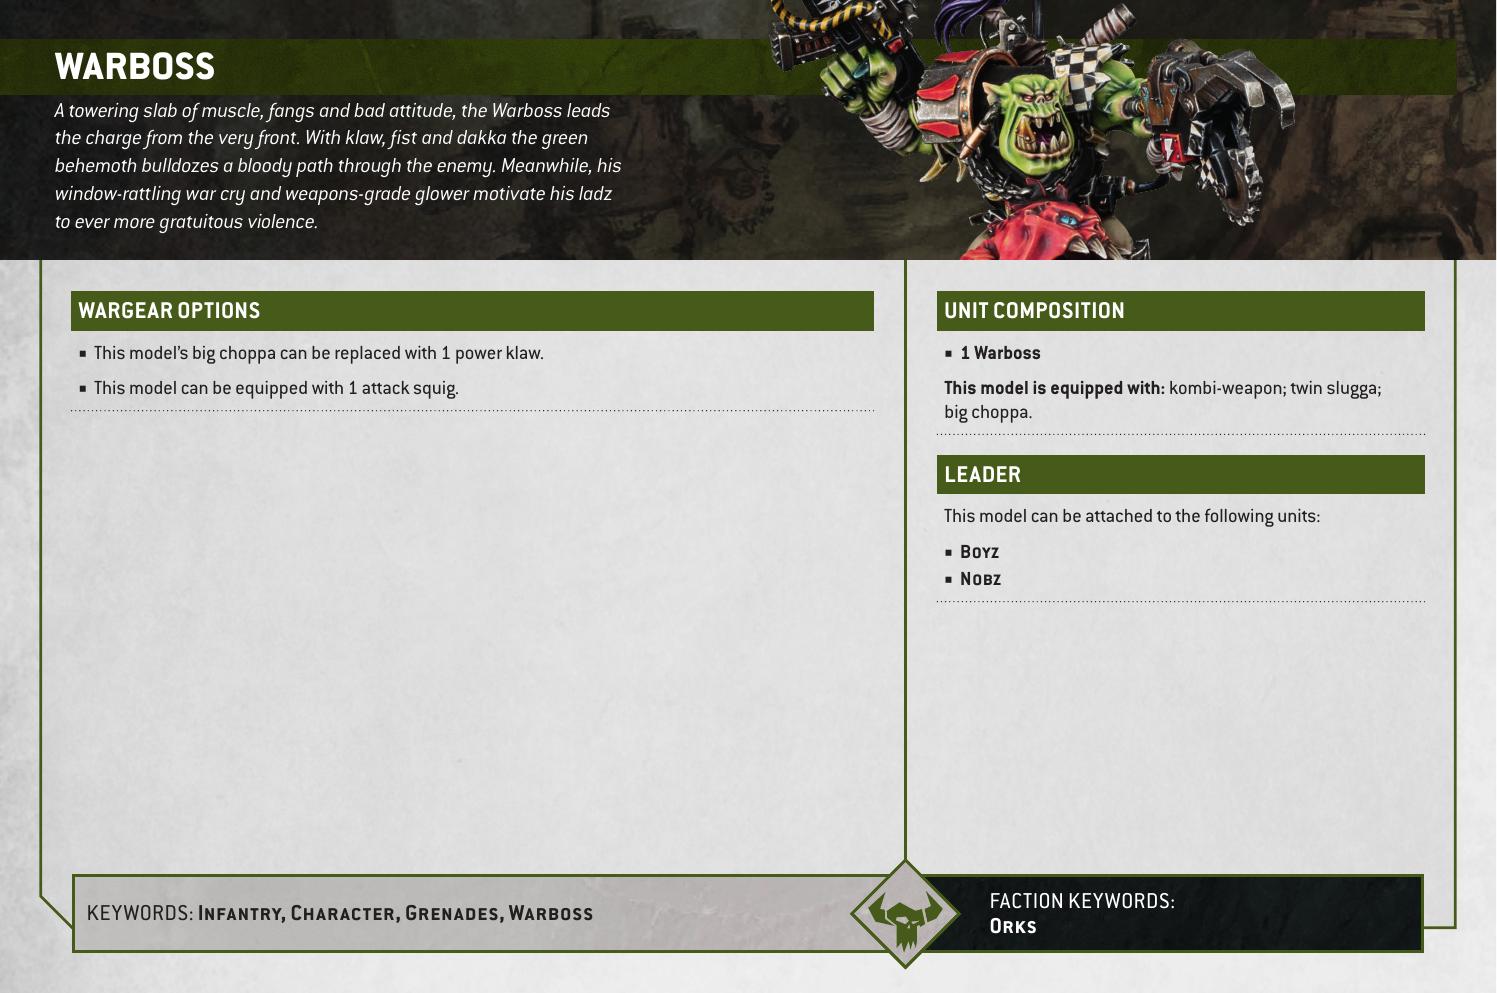 WARBOSS
A towering slab of muscle, fangs and bad attitude, the Warboss leads
the charge from the very front. With klaw, fist and dakka the green
behemoth bulldozes a bloody path through the enemy. Meanwhile, his
window-rattling war cry and weapons-grade glower motivate his ladz
to ever more gratuitous violence.
WARGEAR OPTIONS
▪ This model’s big choppa can be replaced with 1 power klaw.
▪ This model can be equipped with 1 attack squig.
UNIT COMPOSITION
▪ 1 Warboss
This model is equipped with: kombi-weapon; twin slugga;
big choppa.
LEADER
This model can be attached to the following units:
▪ Boyz
▪ Nobz
KEYWORDS: Infantry, Character, Grenades, Warboss
FACTION KEYWORDS:
Orks